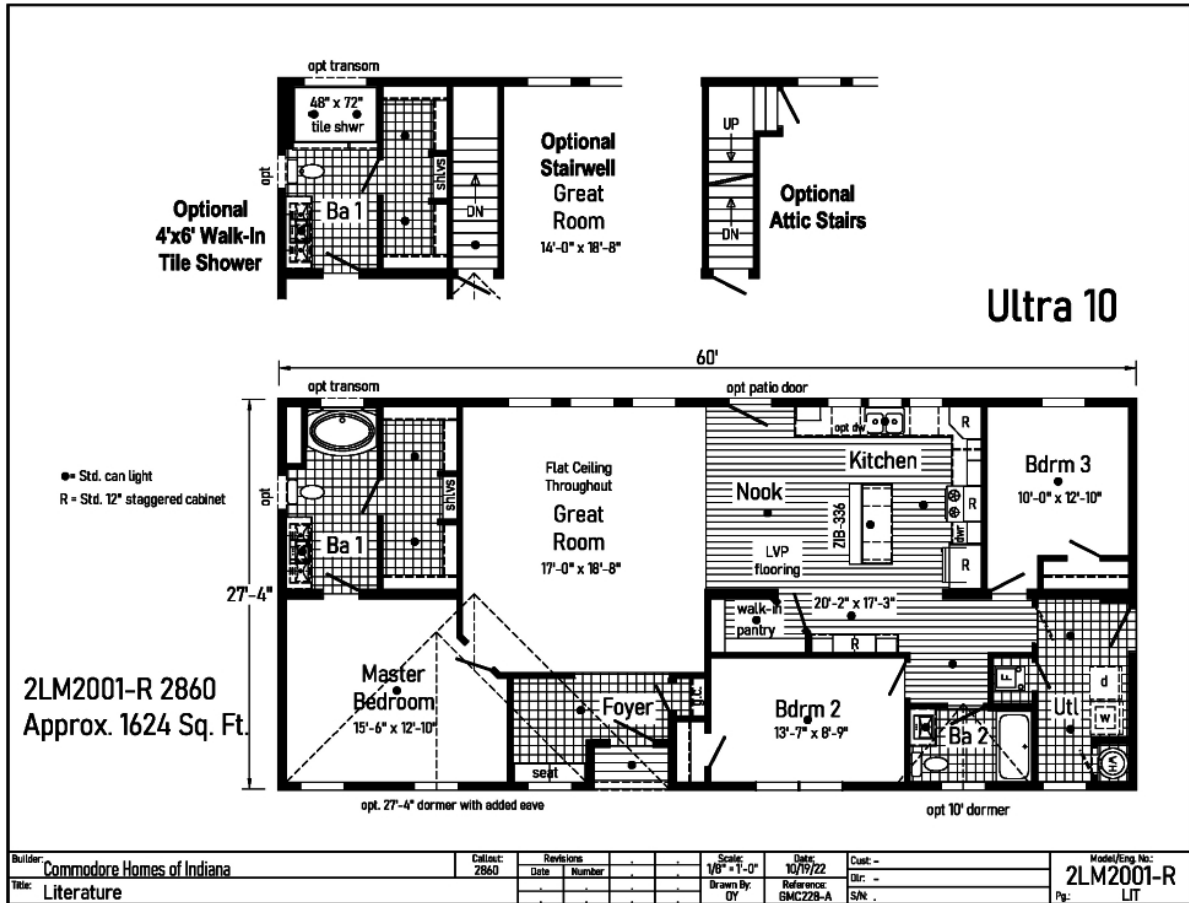 opt transom
48" x 72"
tile shwr
opt
Ba 1
shlvs
DN
Optional
4'x6' Walk-In
Tile Shower
Optional
Stairwell
Great
Room
14'-0" x 18'-8"
UP
DN
Optional
Attic Stairs
Ultra 10
60'
opt transom
opt patio door
27'-4"
●= Std. can light
R = Std. 12" staggered cabinet
opt
Ba 1
shlvs
Flat Ceiling
Throughout
Great
Room
17'-0" x 18'-8"
opt dw
R
Kitchen
Nook
ZIB-336
R
dwr
R
LVP
flooring
Bdrm 3
10'-0" x 12'-10"
walk-in
pantry
20'-2" x 17'-3"
R
Master
Bedroom
15'-6" x 12'-10"
Foyer
seat
g.c.
Bdrm 2
13'-7" x 8'-9"
F
Ba 2
Utl
d
w
WH
2LM2001-R 2860
Approx. 1624 Sq. Ft.
opt. 27'-4" dormer with added eave
opt 10' dormer
Builder: Commodore Homes of Indiana
Title: Literature
Callout:
2860
Revisions
Date Number
Scale:
1/8" = 1'-0"
Drawn By:
OY
Date:
10/19/22
Reference:
GMC228-A
Cust: -
Dlr: -
S/N: .
Model/Eng. No.:
2LM2001-R
Pg.: LIT